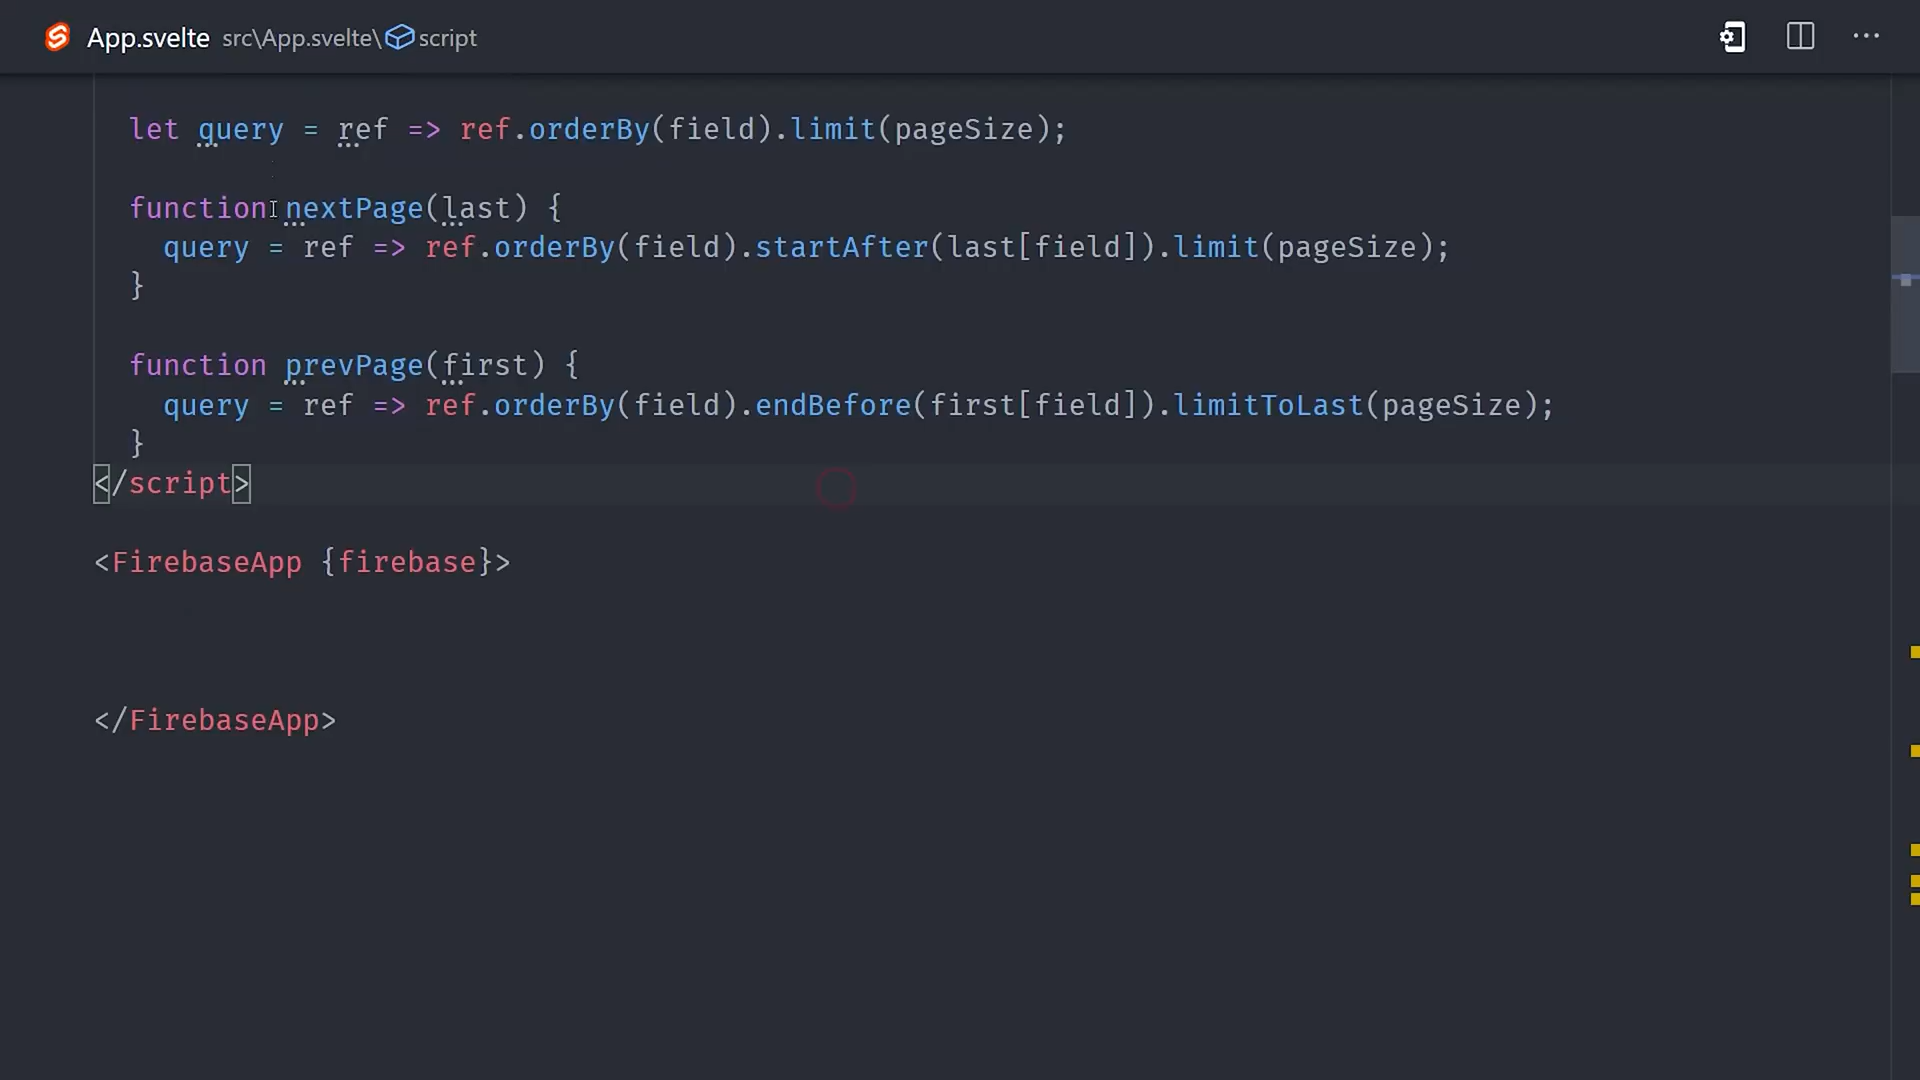 App.svelte src\App.svelte\script
let query = ref => ref.orderBy(field).limit(pageSize);
function nextPage(last) {
query = ref => ref.orderBy(field).startAfter(last[field]).limit(pageSize);
}
function prevPage(first) {
query = ref => ref.orderBy(field).endBefore(first[field]).limitToLast(pageSize);
}
</script>
<FirebaseApp {firebase}>
</FirebaseApp>